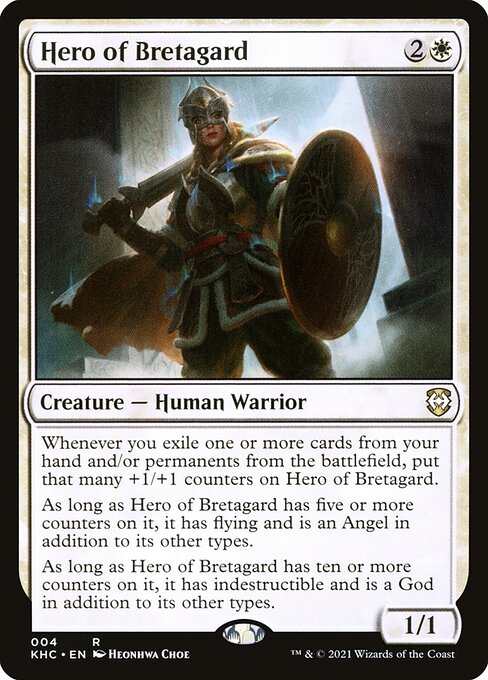 Hero of Bretagard 2
Creature — Human Warrior
Whenever you exile one or more cards from your
hand and/or permanents from the battlefield, put
that many +1/+1 counters on Hero of Bretagard.
As long as Hero of Bretagard has five or more
counters on it, it has flying and is an Angel in
addition to its other types.
As long as Hero of Bretagard has ten or more
counters on it, it has indestructible and is a God
in addition to its other types.
1/1
004 R
KHC • EN Heonhwa Choe
™ & © 2021 Wizards of the Coast